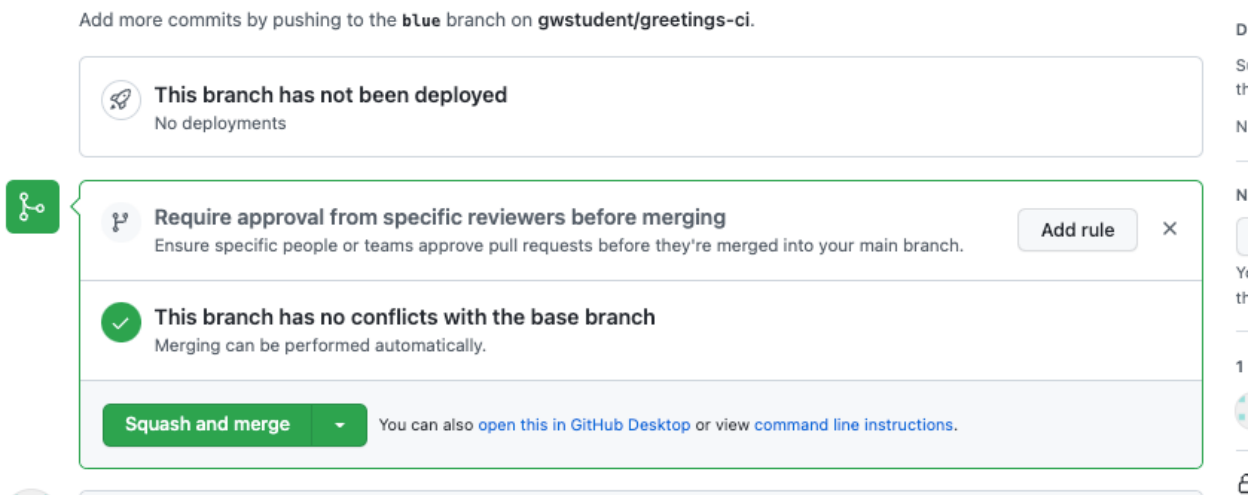 Add more commits by pushing to the blue branch on gwstudent/greetings-ci.
This branch has not been deployed
No deployments
Require approval from specific reviewers before merging
Ensure specific people or teams approve pull requests before they're merged into your main branch.
Add rule
This branch has no conflicts with the base branch
Merging can be performed automatically.
Squash and merge
You can also open this in GitHub Desktop or view command line instructions.
1